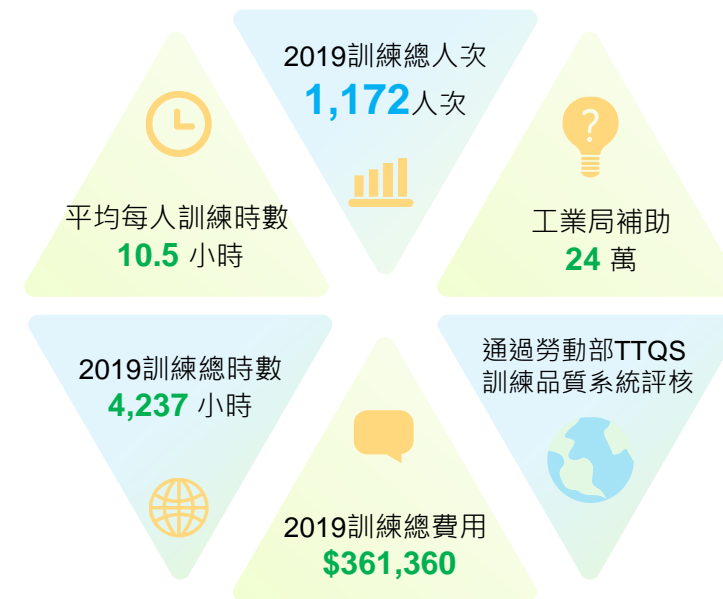 2019訓練總人次
1,172人次
平均每人訓練時數
10.5 小時
工業局補助
24 萬
2019訓練總時數
4,237 小時
通過勞動部TTQS
訓練品質系統評核
2019訓練總費用
$361,360
?